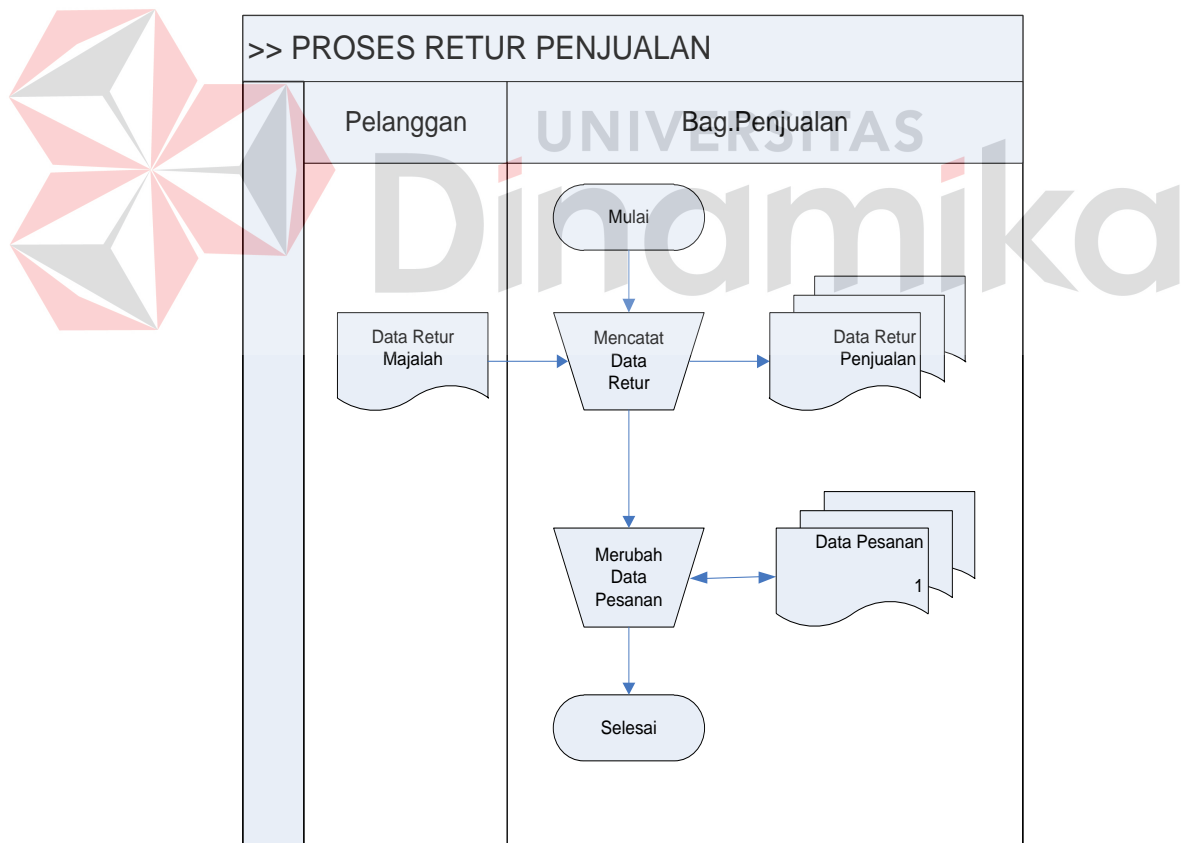 >> PROSES RETUR PENJUALAN
Pelanggan
Bag.Penjualan
UNIVERSITAS
Dinamika
Mulai
Data Retur
Majalah
Mencatat
Data
Retur
Data Retur
Penjualan
Merubah
Data
Pesanan
Data Pesanan
1
Selesai